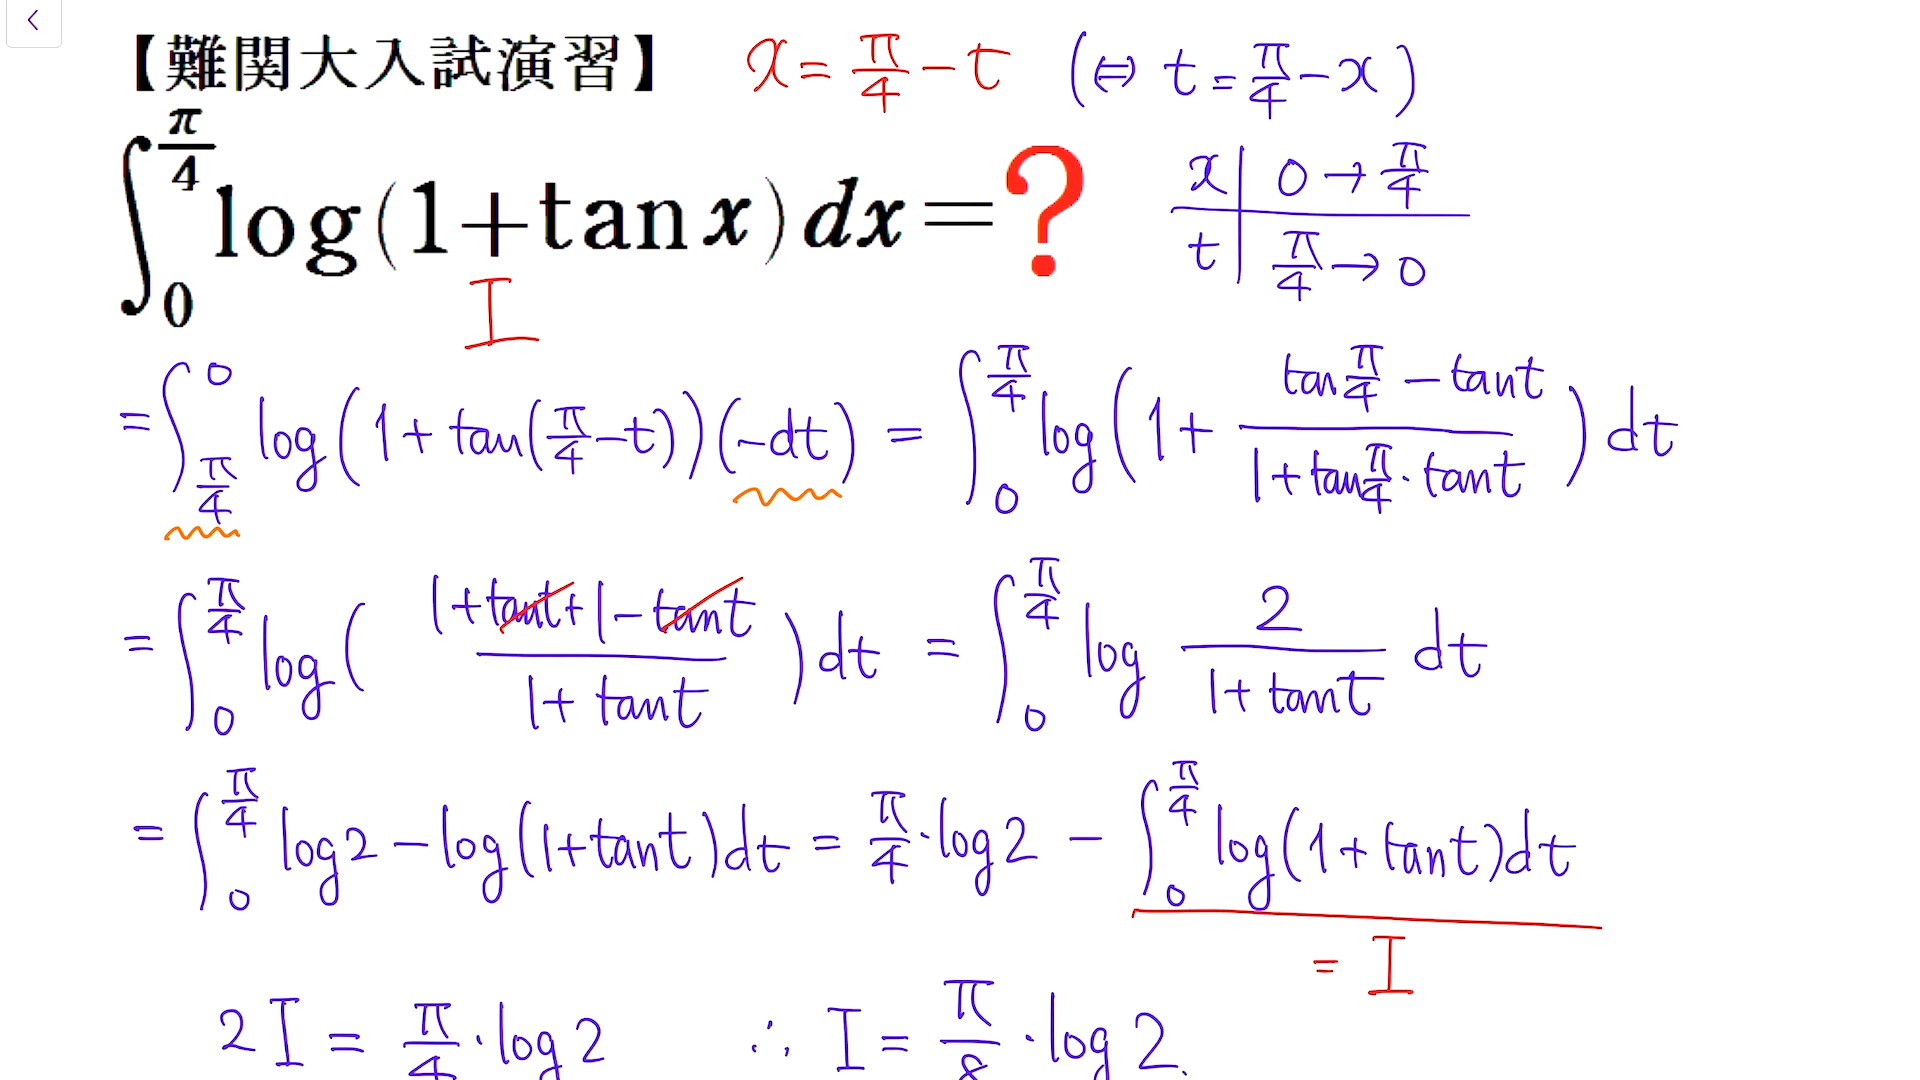 【難関大入試演習】 x = π/4 − t (⇔ t = π/4 − x)
∫_0^{π/4} log(1+tan x) dx = ?
x | 0 → π/4
t | π/4 → 0
I
= ∫_{π/4}^0 log(1 + tan(π/4 − t))(−dt) = ∫_0^{π/4} log(1 + (tan π/4 − tan t)/(1 + tan π/4 · tan t)) dt
= ∫_0^{π/4} log((1 + tan t + 1 − tan t)/(1 + tan t)) dt = ∫_0^{π/4} log 2/(1 + tan t) dt
= ∫_0^{π/4} log2 − log(1 + tan t) dt = π/4 · log 2 − ∫_0^{π/4} log(1 + tan t) dt
= I
2I = π/4 · log 2 ∴ I = π/8 · log 2.